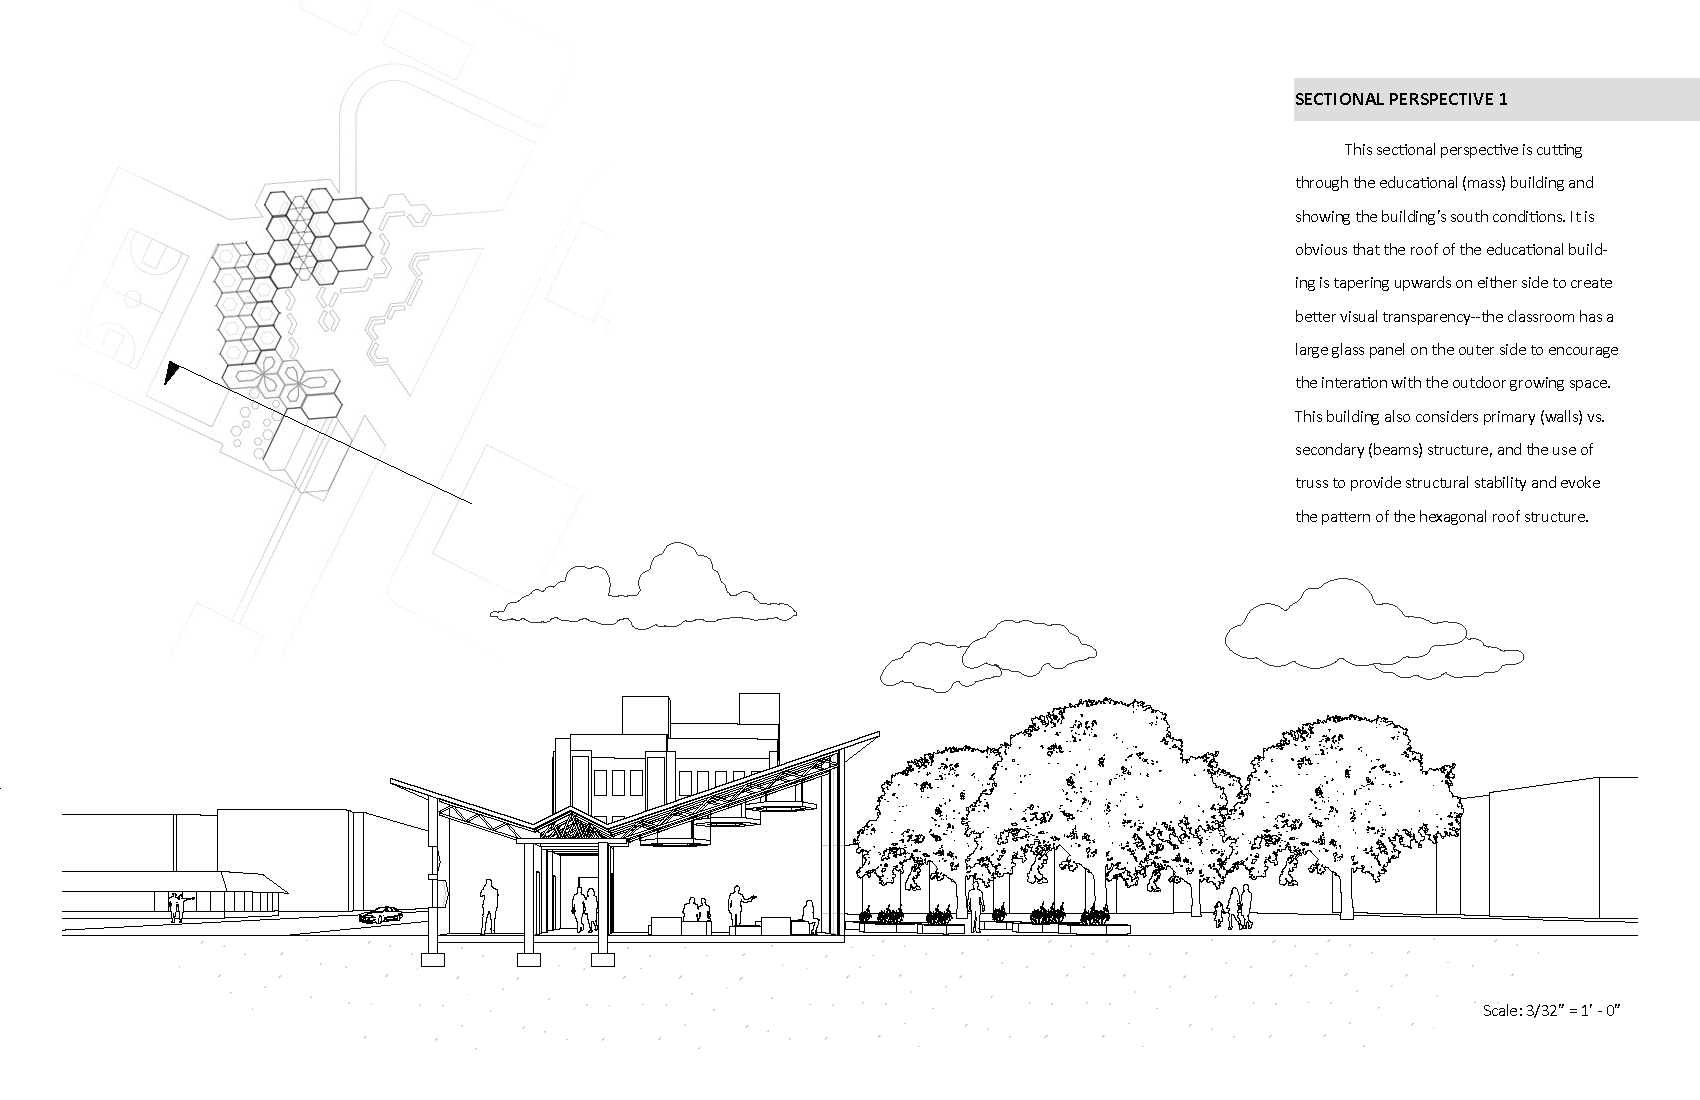 SECTIONAL PERSPECTIVE 1
This sectional perspective is cutting
through the educational (mass) building and
showing the building's south conditions. It is
obvious that the roof of the educational build-
ing is tapering upwards on either side to create
better visual transparency--the classroom has a
large glass panel on the outer side to encourage
the interation with the outdoor growing space.
This building also considers primary (walls) vs.
secondary (beams) structure, and the use of
truss to provide structural stability and evoke
the pattern of the hexagonal roof structure.
Scale: 3/32" = 1' - 0"